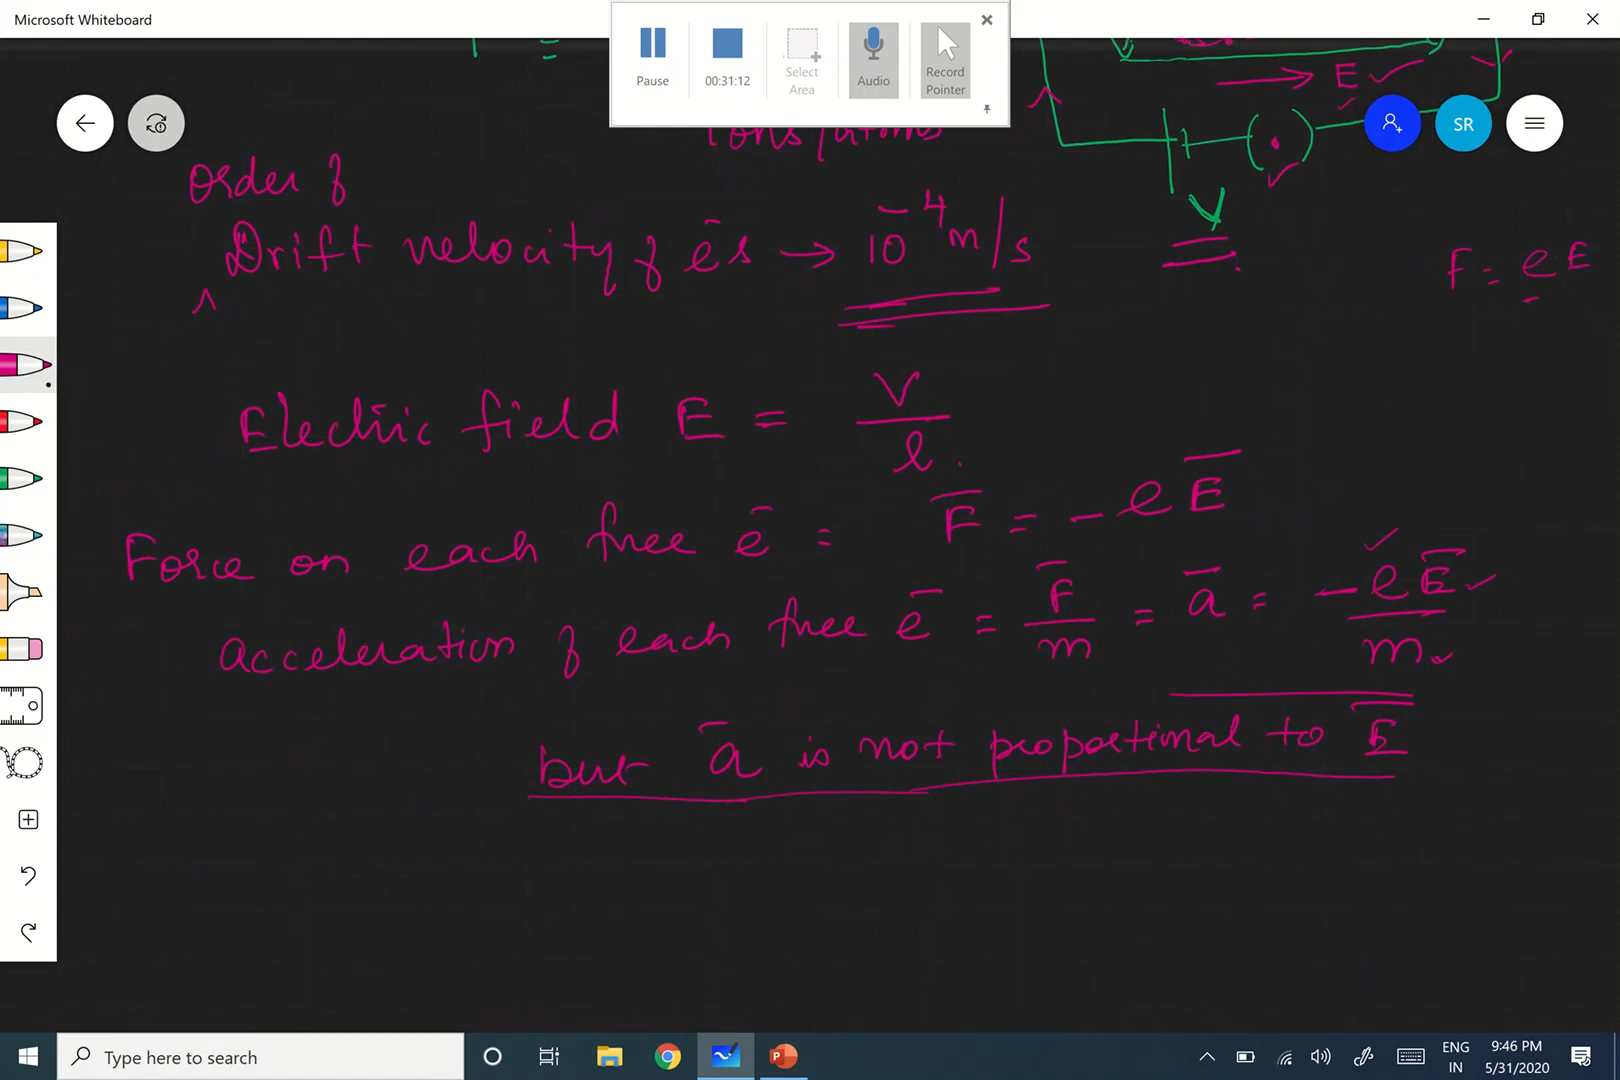 Microsoft Whiteboard
Pause
00:31:12
Select
Area
Audio
Record
Pointer
SR
E
V
Order of
Drift velocity of ēs → 10⁻⁴ m/s
F = eE
Electric field E = V/l
Force on each free e⁻ = F̅ = -eE̅
acceleration of each free e⁻ = F̅/m = a̅ = -eE̅/m
but a̅ is not proportional to E̅
Type here to search
ENG
IN
9:46 PM
5/31/2020